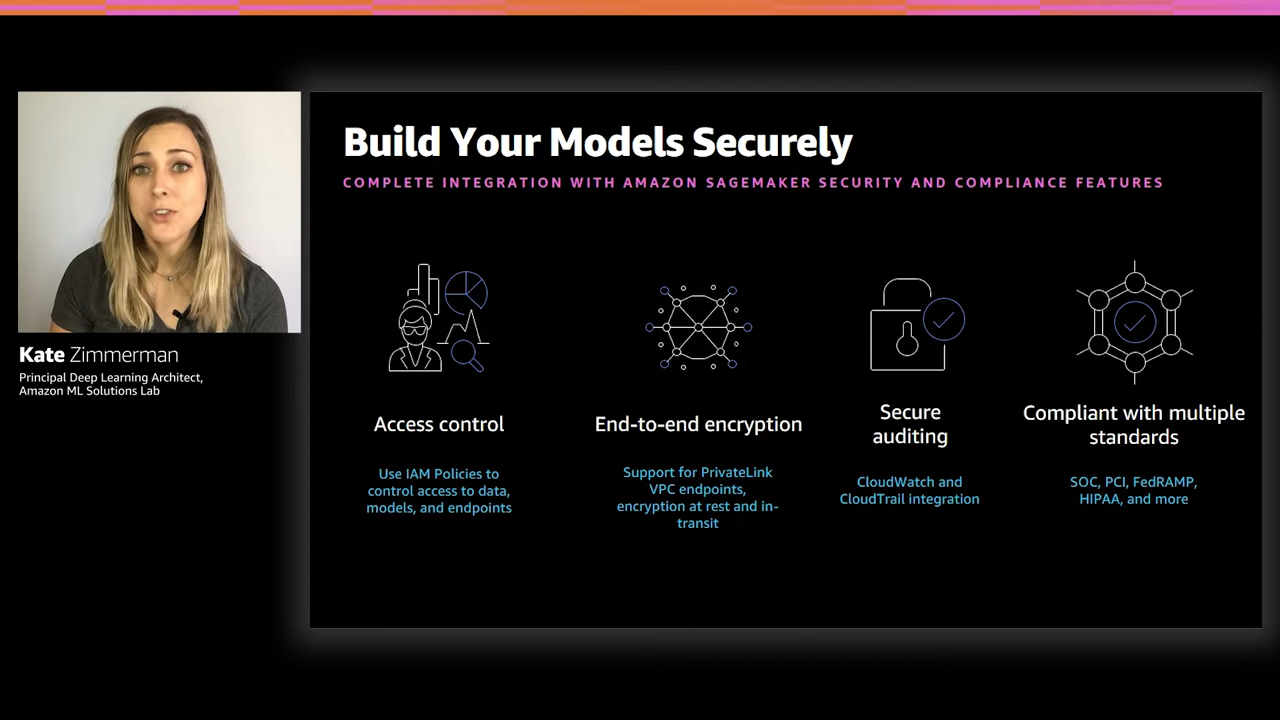 Build Your Models Securely
COMPLETE INTEGRATION WITH AMAZON SAGEMAKER SECURITY AND COMPLIANCE FEATURES
Kate Zimmerman
Principal Deep Learning Architect,
Amazon ML Solutions Lab
Access control
Use IAM Policies to
control access to data,
models, and endpoints
End-to-end encryption
Support for PrivateLink
VPC endpoints,
encryption at rest and in-
transit
Secure
auditing
CloudWatch and
CloudTrail integration
Compliant with multiple
standards
SOC, PCI, FedRAMP,
HIPAA, and more